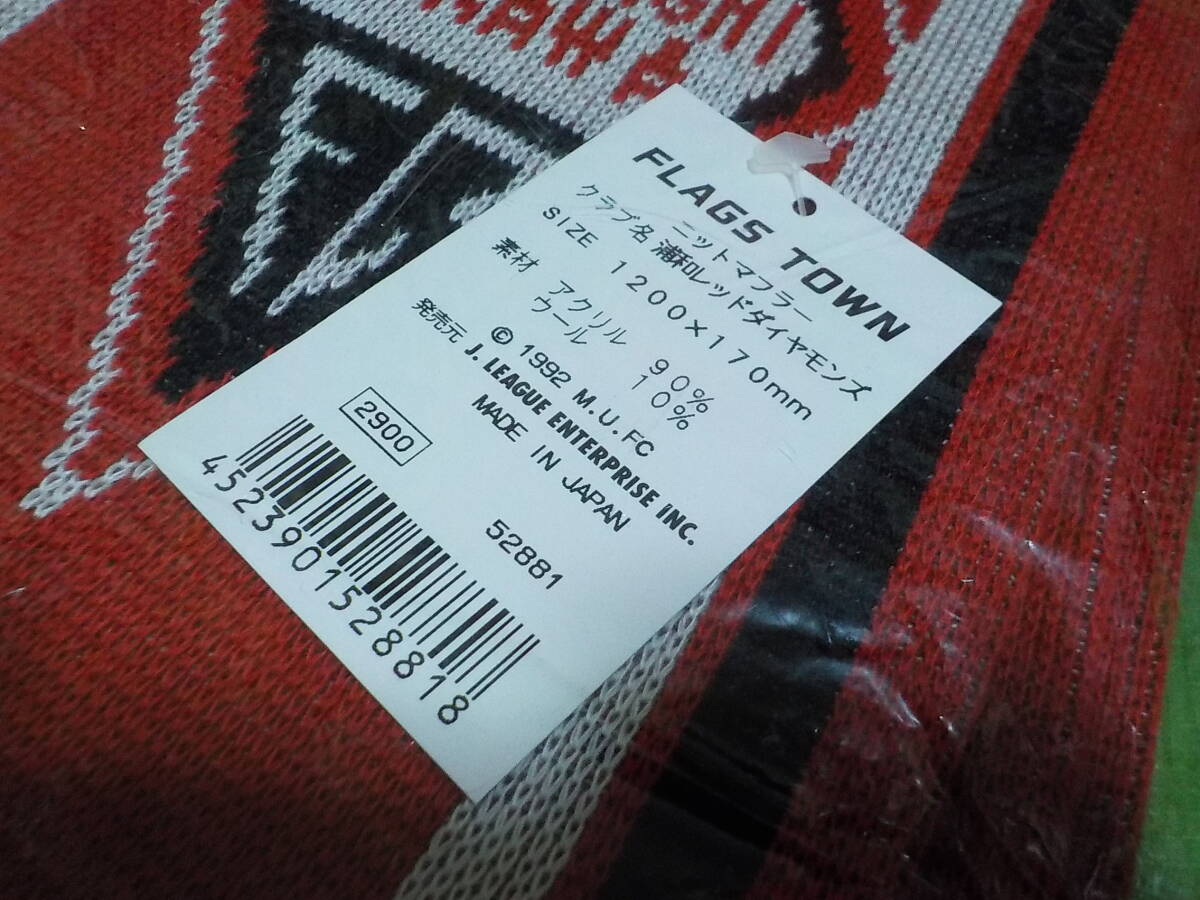 FC
FLAGS TOWN
ニットマフラー
クラブ名 浦和レッドダイヤモンズ
SIZE 1200×170mm
素材 アクリル 90%
ウール 10%
© 1992 M.U.FC
発売元 J. LEAGUE ENTERPRISE INC.
MADE IN JAPAN
2900
52881
4523901528818